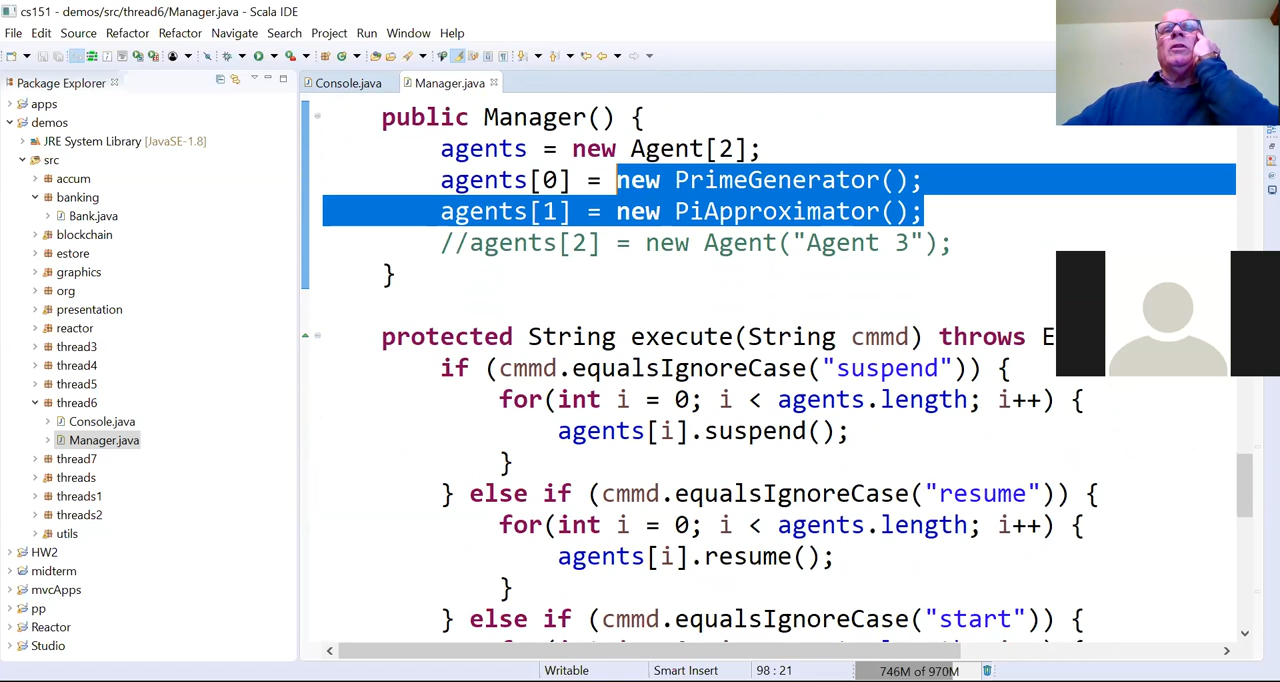 cs151 - demos/src/thread6/Manager.java - Scala IDE
File Edit Source Refactor Refactor Navigate Search Project Run Window Help
Package Explorer
Console.java
Manager.java
apps
demos
JRE System Library [JavaSE-1.8]
src
accum
banking
Bank.java
blockchain
estore
graphics
org
presentation
reactor
thread3
thread4
thread5
thread6
Console.java
Manager.java
thread7
threads
threads1
threads2
utils
HW2
midterm
mvcApps
pp
Reactor
Studio
public Manager() {
agents = new Agent[2];
agents[0] = new PrimeGenerator();
agents[1] = new PiApproximator();
//agents[2] = new Agent("Agent 3");
}
protected String execute(String cmmd) throws E
if (cmmd.equalsIgnoreCase("suspend")) {
for(int i = 0; i < agents.length; i++) {
agents[i].suspend();
}
} else if (cmmd.equalsIgnoreCase("resume")) {
for(int i = 0; i < agents.length; i++) {
agents[i].resume();
}
} else if (cmmd.equalsIgnoreCase("start")) {
Writable
Smart Insert
98 : 21
746M of 970M